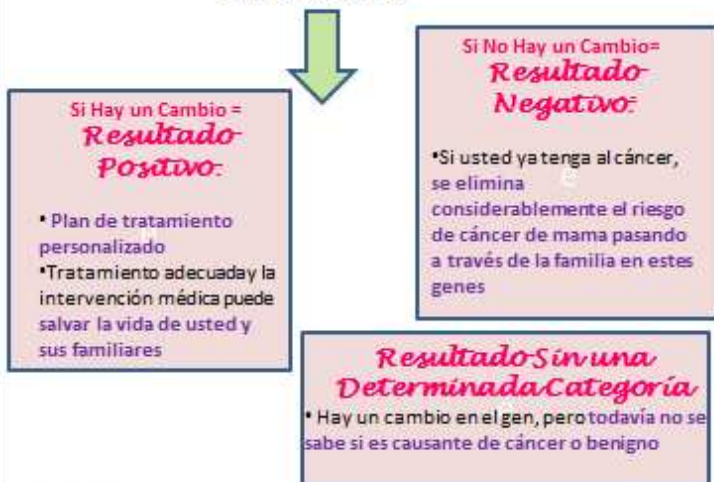 Si Hay un Cambio =
Resultado
Positivo:
• Plan de tratamiento
personalizado
•Tratamiento adecuaday la
intervención médica puede
salvar la vida de usted y
sus familiares
Si No Hay un Cambio=
Resultado
Negativo:
•Si usted ya tenga al cáncer,
se elimina
considerablemente el riesgo
de cáncer de mama pasando
a través de la familia en estes
genes
Resultado Sin una
Determinada Categoría
• Hay un cambio en el gen, pero todavía no se
sabe si es causante de cáncer o benigno